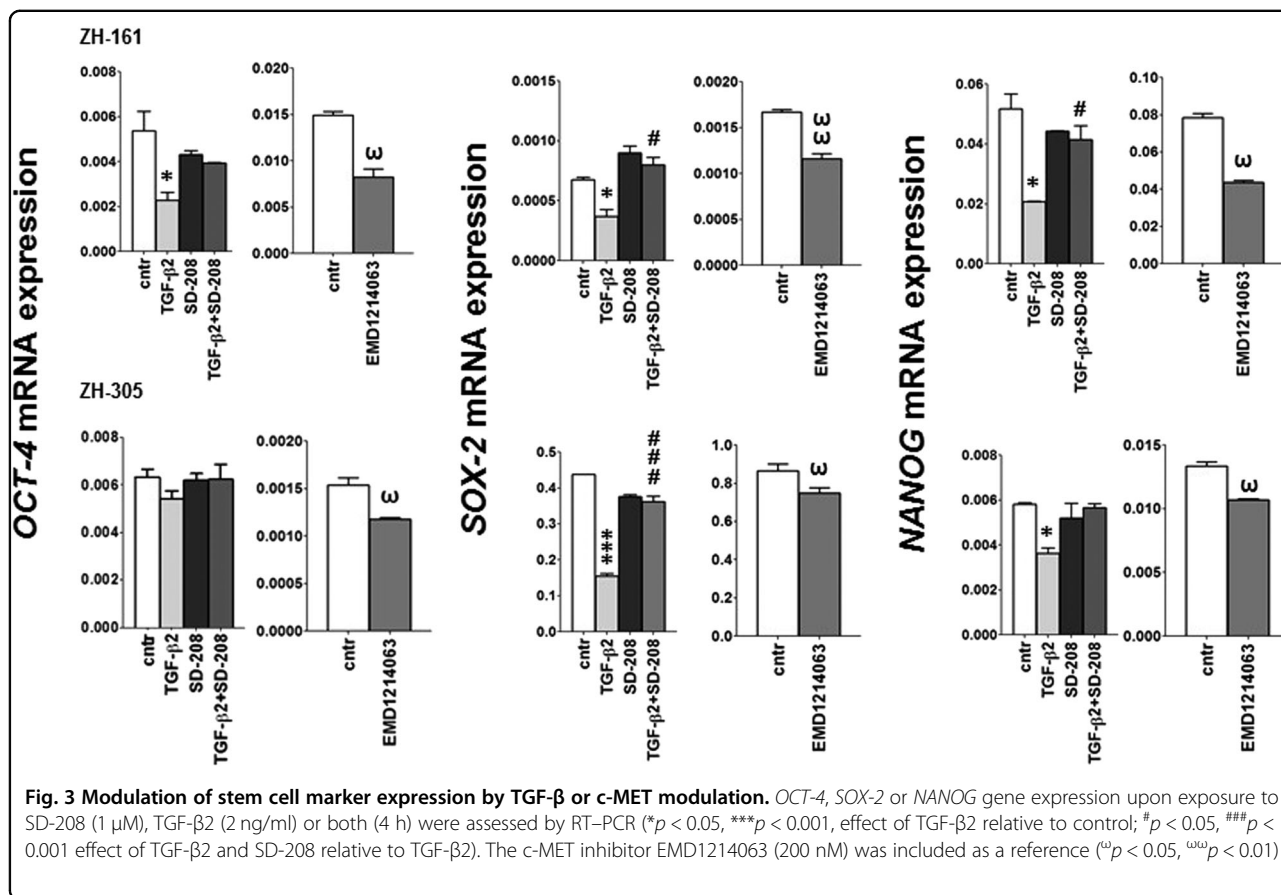 ZH-161
OCT-4 mRNA expression
0.008
0.006
0.004
0.002
0.000
*
cntr
TGF-β2
SD-208
TGF-β2+SD-208
0.020
0.015
0.010
0.005
0.000
ω
cntr
EMD1214063
SOX-2 mRNA expression
0.0015
0.0010
0.0005
0.0000
*
#
cntr
TGF-β2
SD-208
TGF-β2+SD-208
0.0020
0.0015
0.0010
0.0005
0.0000
ωω
cntr
EMD1214063
NANOG mRNA expression
0.06
0.04
0.02
0.00
*
#
cntr
TGF-β2
SD-208
TGF-β2+SD-208
0.10
0.08
0.06
0.04
0.02
0.00
ω
cntr
EMD1214063
ZH-305
0.008
0.006
0.004
0.002
0.000
cntr
TGF-β2
SD-208
TGF-β2+SD-208
0.0020
0.0015
0.0010
0.0005
0.0000
ω
cntr
EMD1214063
0.5
0.4
0.3
0.2
0.1
0.0
***
###
cntr
TGF-β2
SD-208
TGF-β2+SD-208
1.0
0.8
0.6
0.4
0.2
0.0
ω
cntr
EMD1214063
0.008
0.006
0.004
0.002
0.000
*
cntr
TGF-β2
SD-208
TGF-β2+SD-208
0.015
0.010
0.005
0.000
ω
cntr
EMD1214063
Fig. 3 Modulation of stem cell marker expression by TGF-β or c-MET modulation. OCT-4, SOX-2 or NANOG gene expression upon exposure to
SD-208 (1 μM), TGF-β2 (2 ng/ml) or both (4 h) were assessed by RT–PCR (*p < 0.05, ***p < 0.001, effect of TGF-β2 relative to control; #p < 0.05, ###p <
0.001 effect of TGF-β2 and SD-208 relative to TGF-β2). The c-MET inhibitor EMD1214063 (200 nM) was included as a reference (ωp < 0.05, ωωp < 0.01)